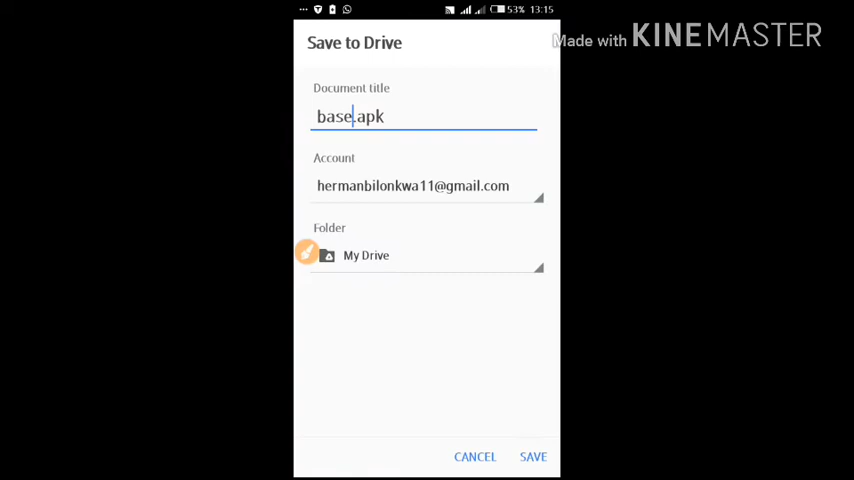 53% 13:15
Save to Drive
Made with KINEMASTER
Document title
base.apk
Account
hermanbilonkwa11@gmail.com
Folder
My Drive
CANCEL SAVE